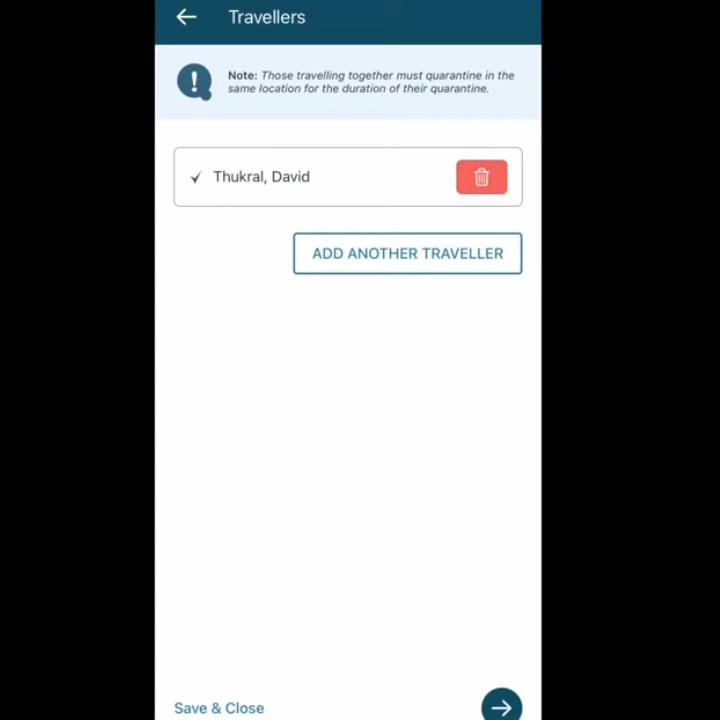 Travellers
Note: Those travelling together must quarantine in the
same location for the duration of their quarantine.
Thukral, David
ADD ANOTHER TRAVELLER
Save & Close